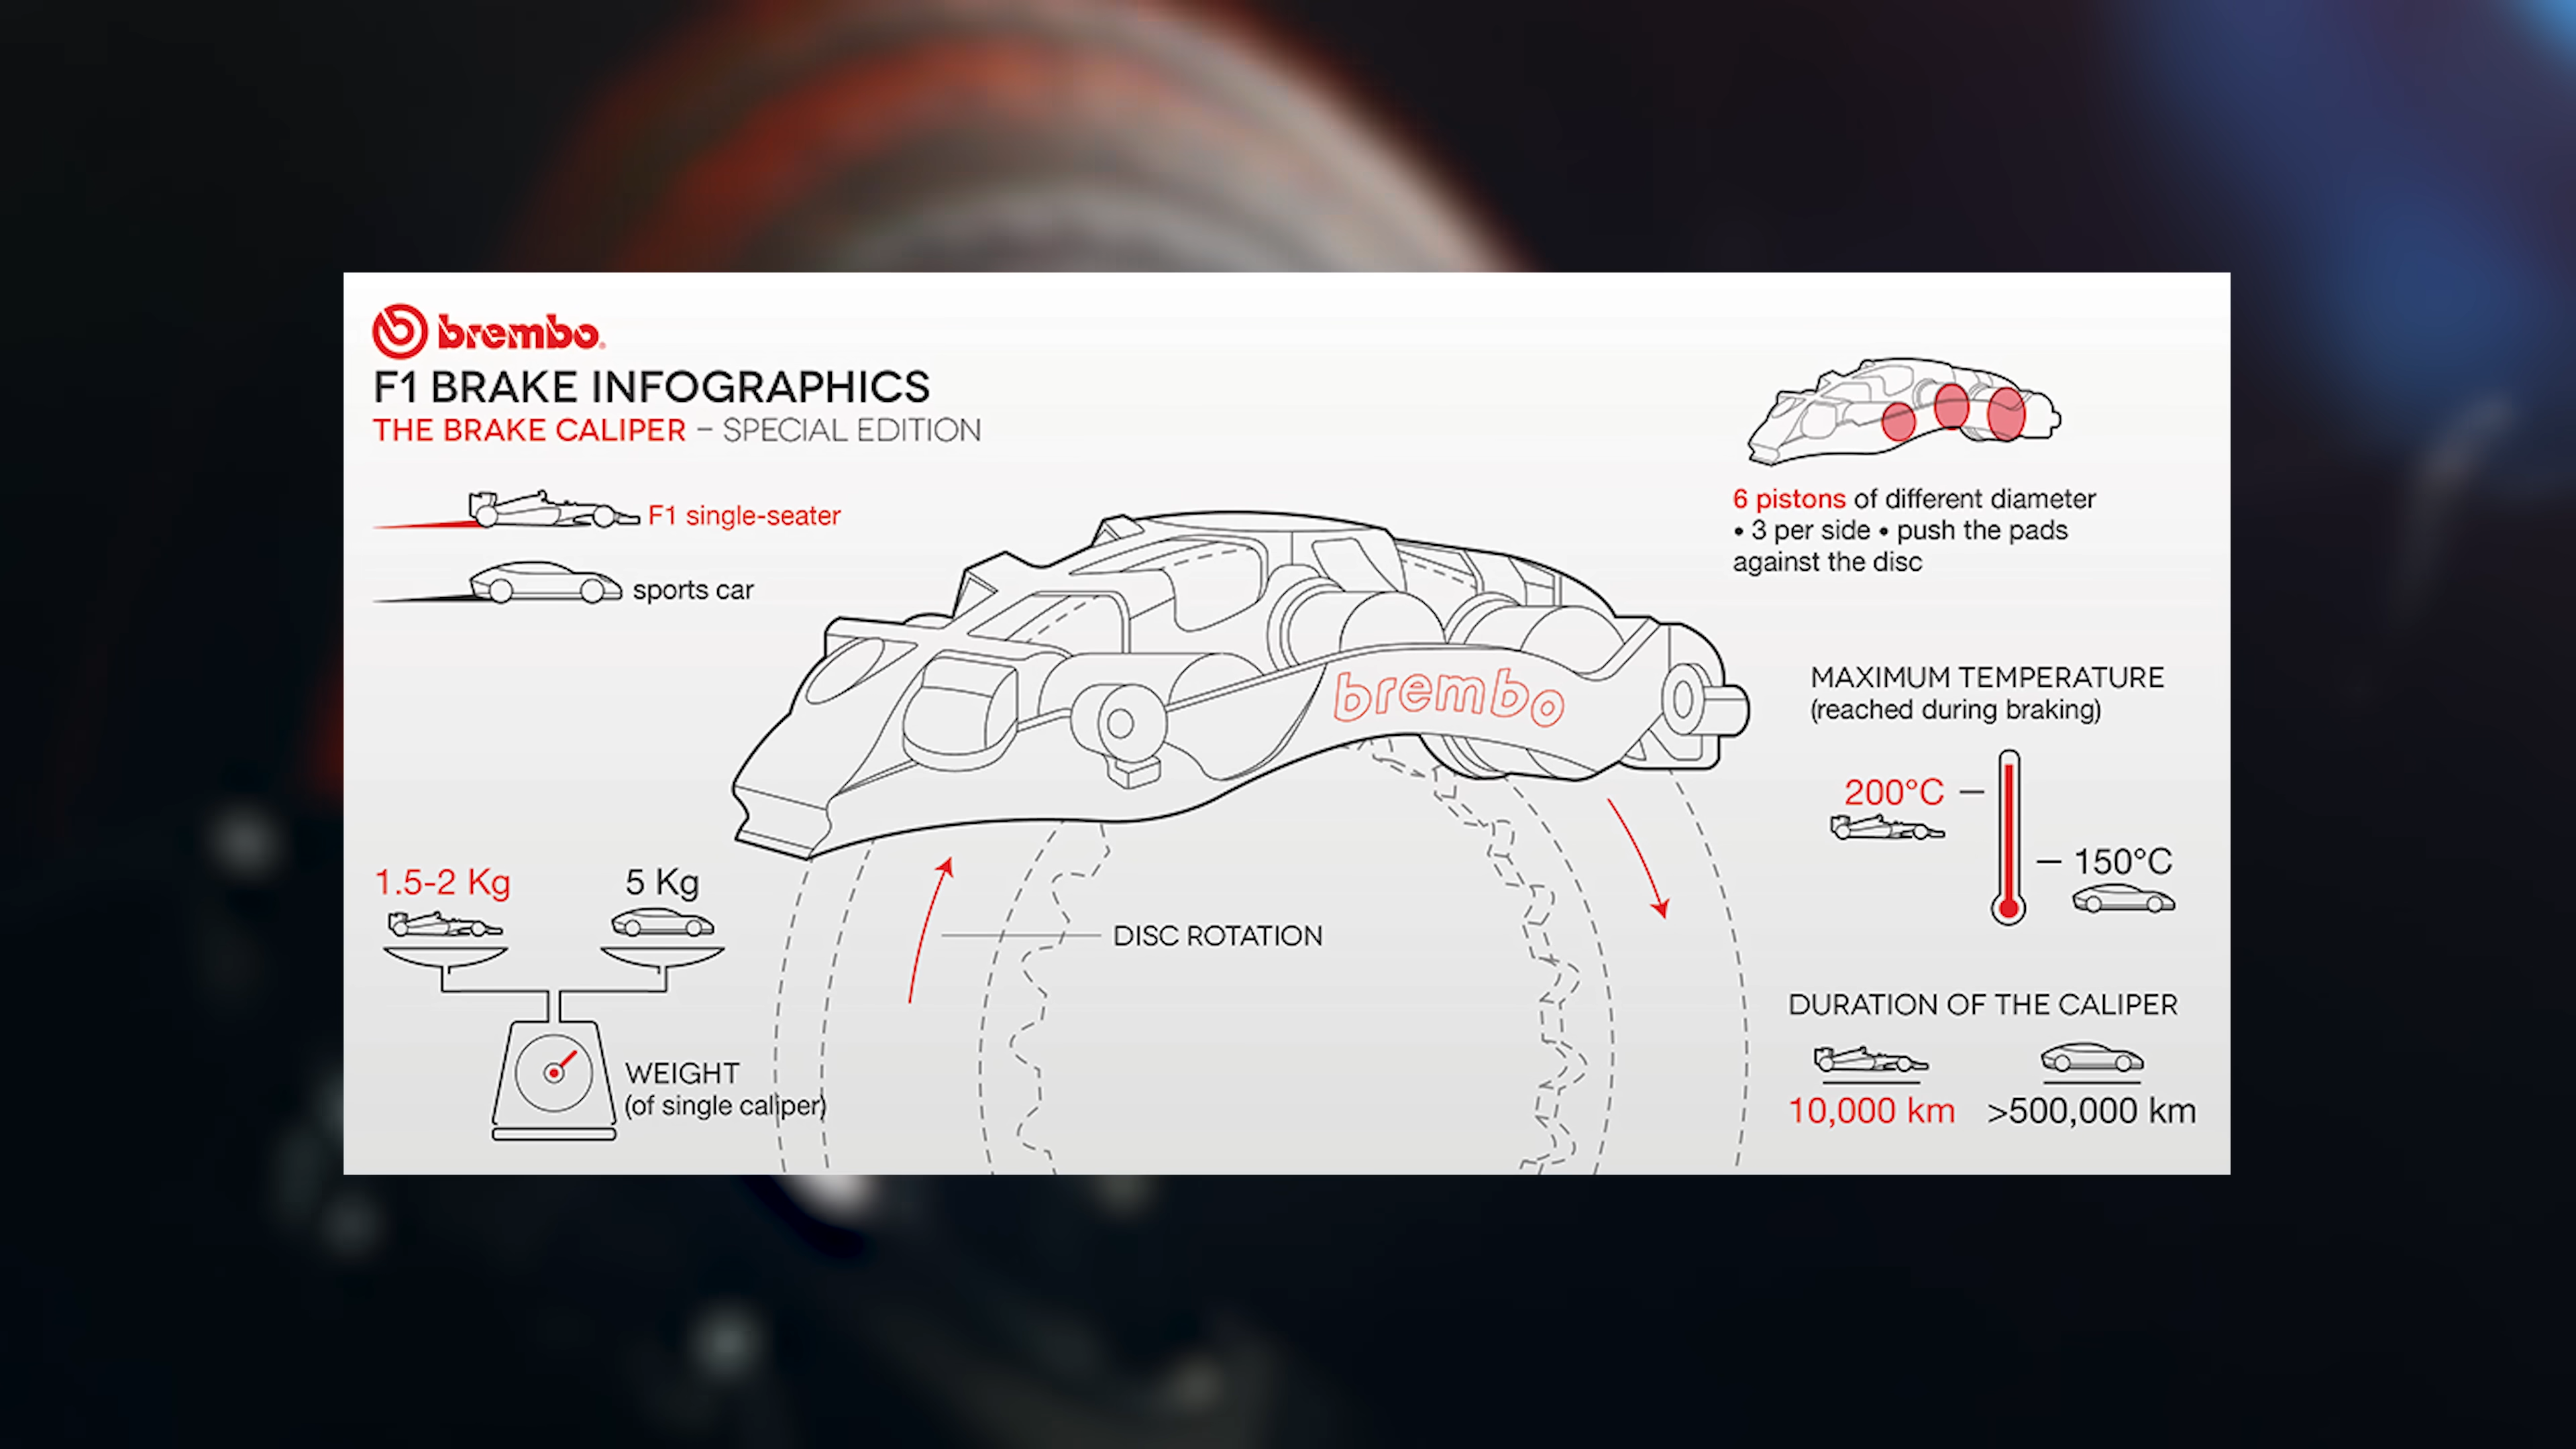 brembo
F1 BRAKE INFOGRAPHICS
THE BRAKE CALIPER – SPECIAL EDITION
F1 single-seater
sports car
6 pistons of different diameter
• 3 per side • push the pads
against the disc
brembo
MAXIMUM TEMPERATURE
(reached during braking)
200°C
150°C
1.5-2 Kg
5 Kg
DISC ROTATION
WEIGHT
(of single caliper)
DURATION OF THE CALIPER
10,000 km
>500,000 km